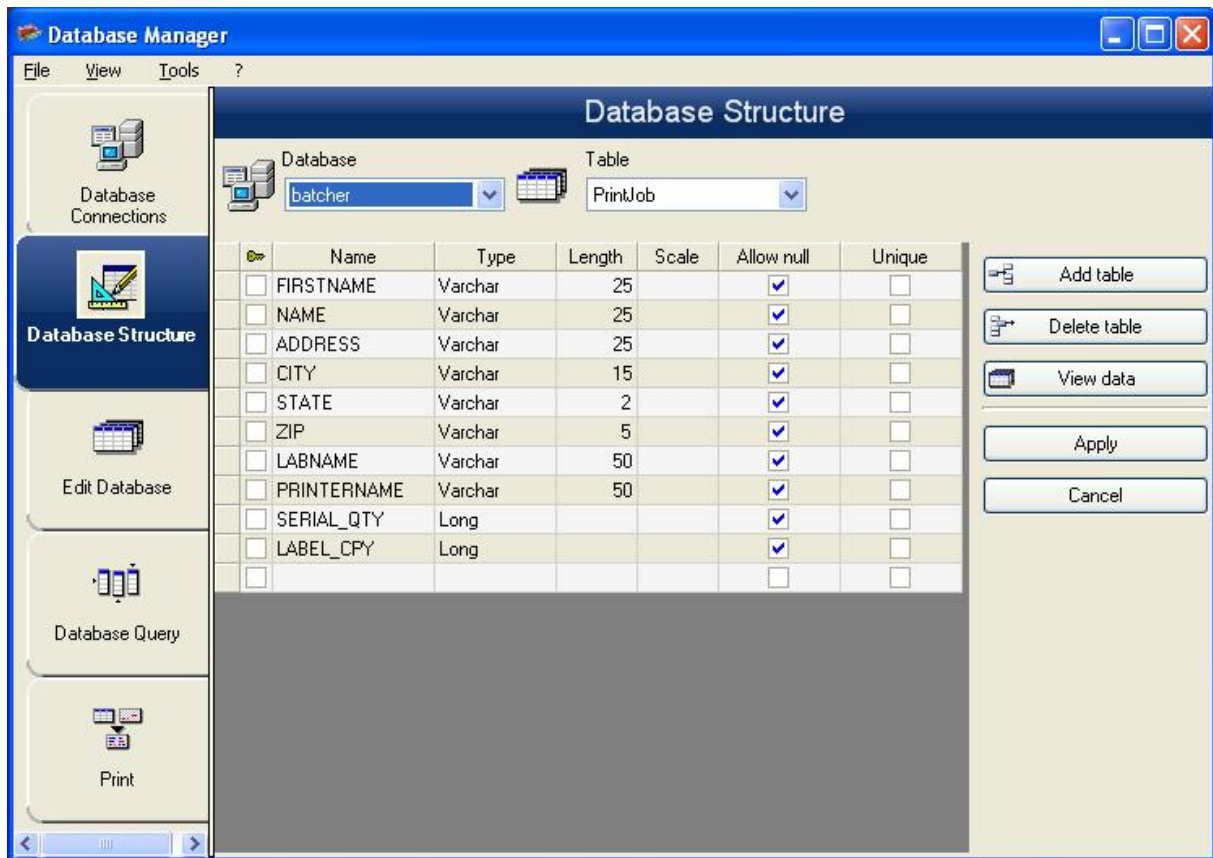 Database Manager
File View Tools ?
Database Structure
Database Table
batcher PrintJob
Database
Connections
Database Structure
Edit Database
Database Query
Print
Name Type Length Scale Allow null Unique
FIRSTNAME Varchar 25
NAME Varchar 25
ADDRESS Varchar 25
CITY Varchar 15
STATE Varchar 2
ZIP Varchar 5
LABNAME Varchar 50
PRINTERNAME Varchar 50
SERIAL_QTY Long
LABEL_CPY Long
Add table
Delete table
View data
Apply
Cancel